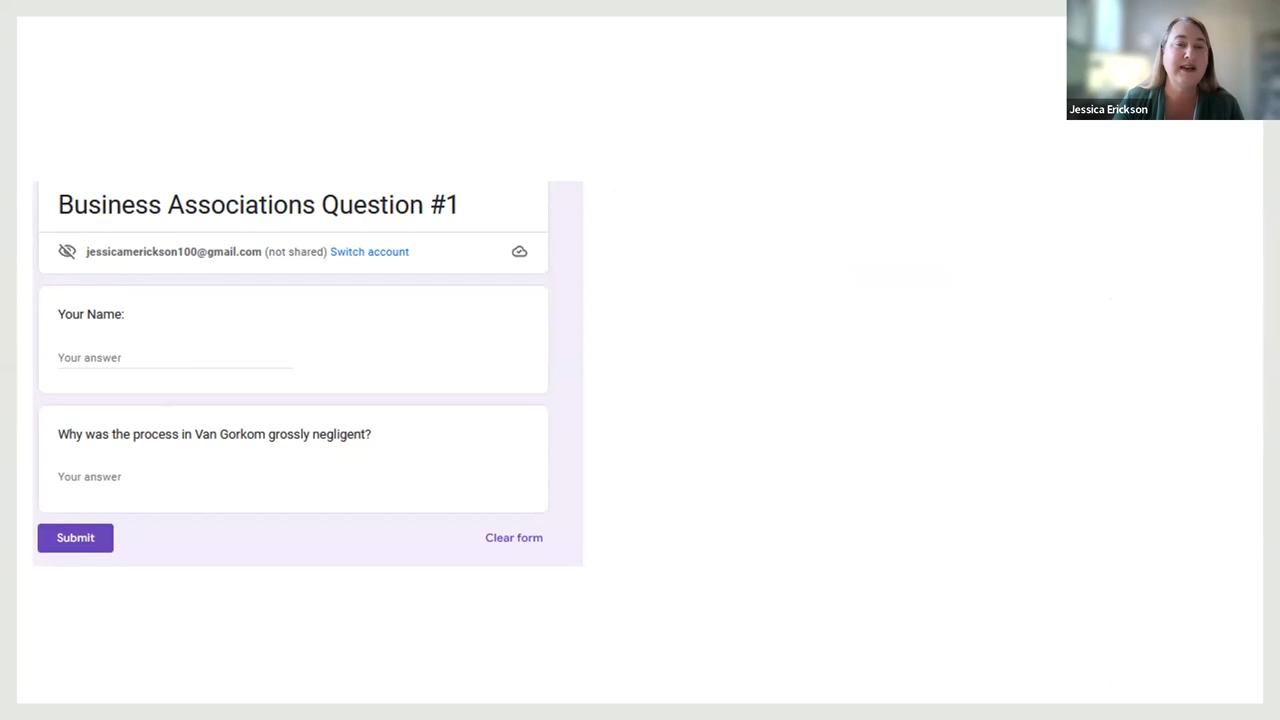 Jessica Erickson
Business Associations Question #1
jessicamerickson100@gmail.com (not shared) Switch account
Your Name:
Your answer
Why was the process in Van Gorkom grossly negligent?
Your answer
Submit
Clear form